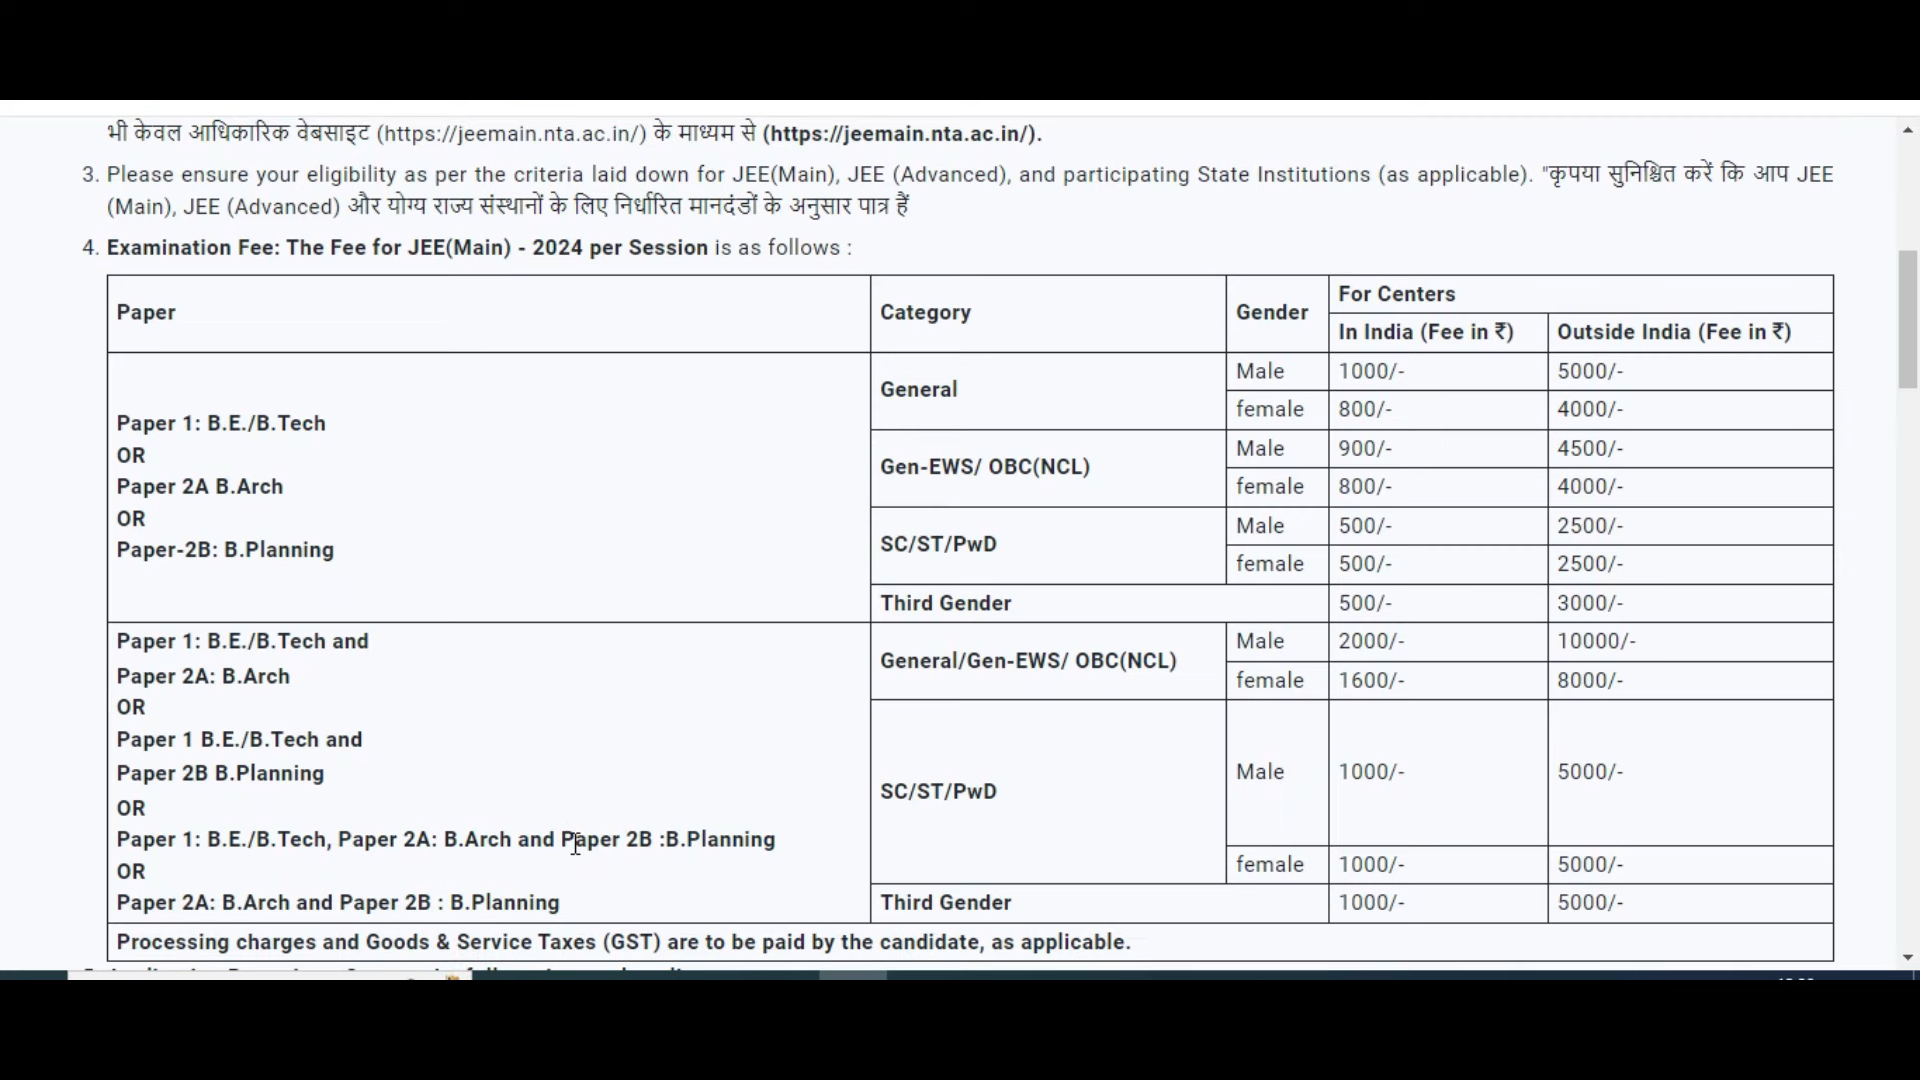 भी केवल आधिकारिक वेबसाइट (https://jeemain.nta.ac.in/) के माध्यम से (https://jeemain.nta.ac.in/).
3. Please ensure your eligibility as per the criteria laid down for JEE(Main), JEE (Advanced), and participating State Institutions (as applicable). "कृपया सुनिश्चित करें कि आप JEE
(Main), JEE (Advanced) और योग्य राज्य संस्थानों के लिए निर्धारित मानदंडों के अनुसार पात्र हैं
4. Examination Fee: The Fee for JEE(Main) - 2024 per Session is as follows :
Paper Category Gender For Centers
In India (Fee in ₹) Outside India (Fee in ₹)
Paper 1: B.E./B.Tech
OR
Paper 2A B.Arch
OR
Paper-2B: B.Planning
General
Male 1000/- 5000/-
female 800/- 4000/-
Gen-EWS/ OBC(NCL)
Male 900/- 4500/-
female 800/- 4000/-
SC/ST/PwD
Male 500/- 2500/-
female 500/- 2500/-
Third Gender 500/- 3000/-
Paper 1: B.E./B.Tech and
Paper 2A: B.Arch
OR
Paper 1 B.E./B.Tech and
Paper 2B B.Planning
OR
Paper 1: B.E./B.Tech, Paper 2A: B.Arch and Paper 2B :B.Planning
OR
Paper 2A: B.Arch and Paper 2B : B.Planning
General/Gen-EWS/ OBC(NCL)
Male 2000/- 10000/-
female 1600/- 8000/-
SC/ST/PwD
Male 1000/- 5000/-
female 1000/- 5000/-
Third Gender 1000/- 5000/-
Processing charges and Goods & Service Taxes (GST) are to be paid by the candidate, as applicable.